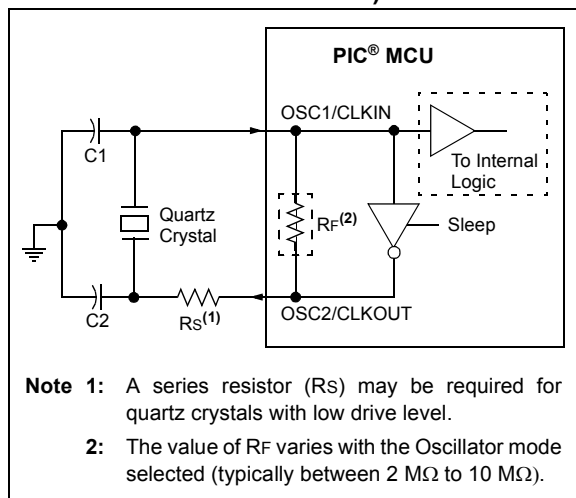 PIC® MCU
OSC1/CLKIN
C1
To Internal
Logic
Quartz
Crystal
RF(2)
Sleep
C2
RS(1)
OSC2/CLKOUT
Note 1: A series resistor (RS) may be required for
quartz crystals with low drive level.
2: The value of RF varies with the Oscillator mode
selected (typically between 2 MΩ to 10 MΩ).